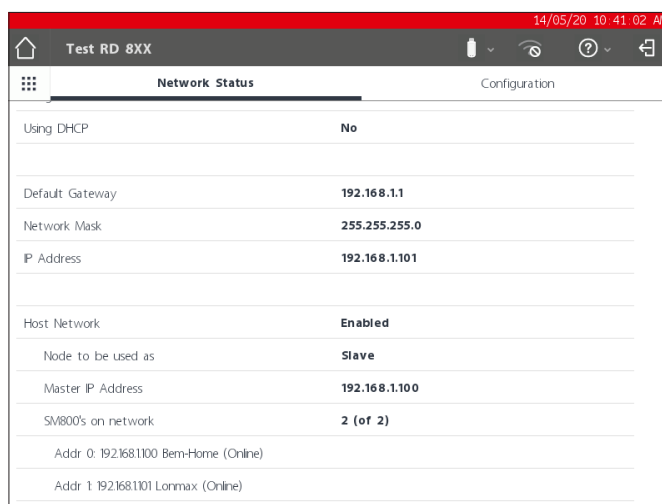 14/05/20 10:41:02 AM
Test RD 8XX
Network Status Configuration
Using DHCP No
Default Gateway 192.168.1.1
Network Mask 255.255.255.0
IP Address 192.168.1.101
Host Network Enabled
Node to be used as Slave
Master IP Address 192.168.1.100
SM800's on network 2 (of 2)
Addr 0: 192.168.1.100 Bem-Home (Online)
Addr 1: 192.168.1.101 Lonmax (Online)